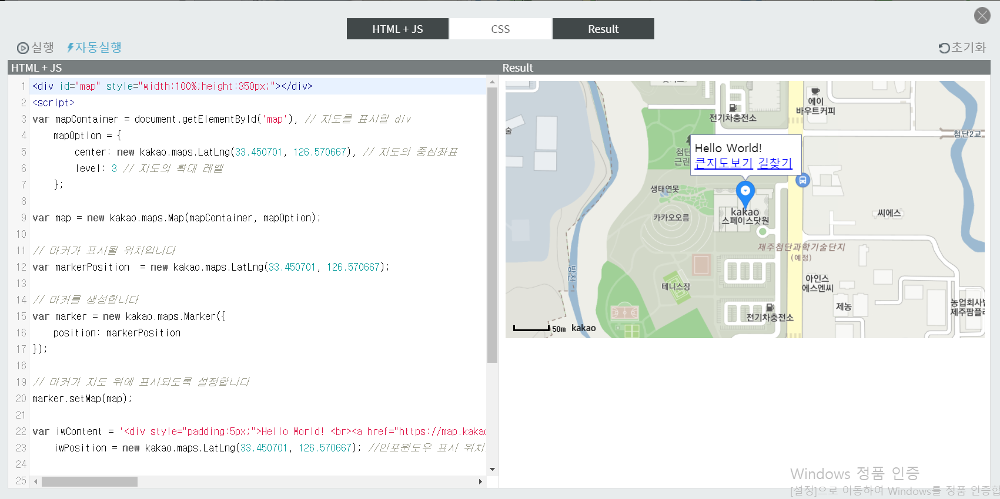 HTML + JS
CSS
Result
실행
자동실행
초기화
HTML + JS
1 <div id="map" style="width:100%;height:350px;"></div>
2 <script>
3 var mapContainer = document.getElementById('map'), // 지도를 표시할 div
4 mapOption = {
5 center: new kakao.maps.LatLng(33.450701, 126.570667), // 지도의 중심좌표
6 level: 3 // 지도의 확대 레벨
7 };
8
9 var map = new kakao.maps.Map(mapContainer, mapOption);
10
11 // 마커가 표시될 위치입니다
12 var markerPosition  = new kakao.maps.LatLng(33.450701, 126.570667);
13
14 // 마커를 생성합니다
15 var marker = new kakao.maps.Marker({
16 position: markerPosition
17 });
18
19 // 마커가 지도 위에 표시되도록 설정합니다
20 marker.setMap(map);
21
22 var iwContent = '<div style="padding:5px;">Hello World! <br><a href="https://map.kakao
23 iwPosition = new kakao.maps.LatLng(33.450701, 126.570667); //인포윈도우 표시 위치
24
25
Result
에이
바우트커피
전기차충전소
첨단2교
Hello World!
큰지도보기 길찾기
첨단
근린
생태연못
카카오오름
kakao
스페이스닷원
씨에스
제주첨단과학기술단지
(예정)
방천
테니스장
아인스
에스엔씨
제농
농업회사법
제주팜플러
전기차충전소
50m kakao
Windows 정품 인증
[설정]으로 이동하여 Windows를 정품 인증합